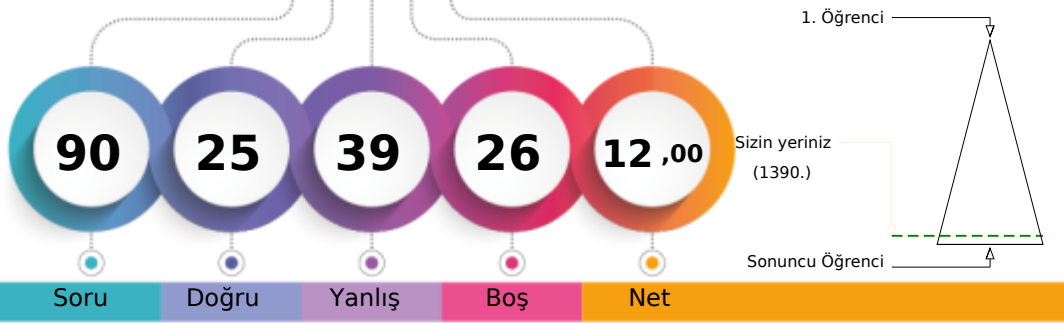 90 25 39 26 12 ,00
Soru Doğru Yanlış Boş Net
1. Öğrenci
Sizin yeriniz
(1390.)
Sonuncu Öğrenci